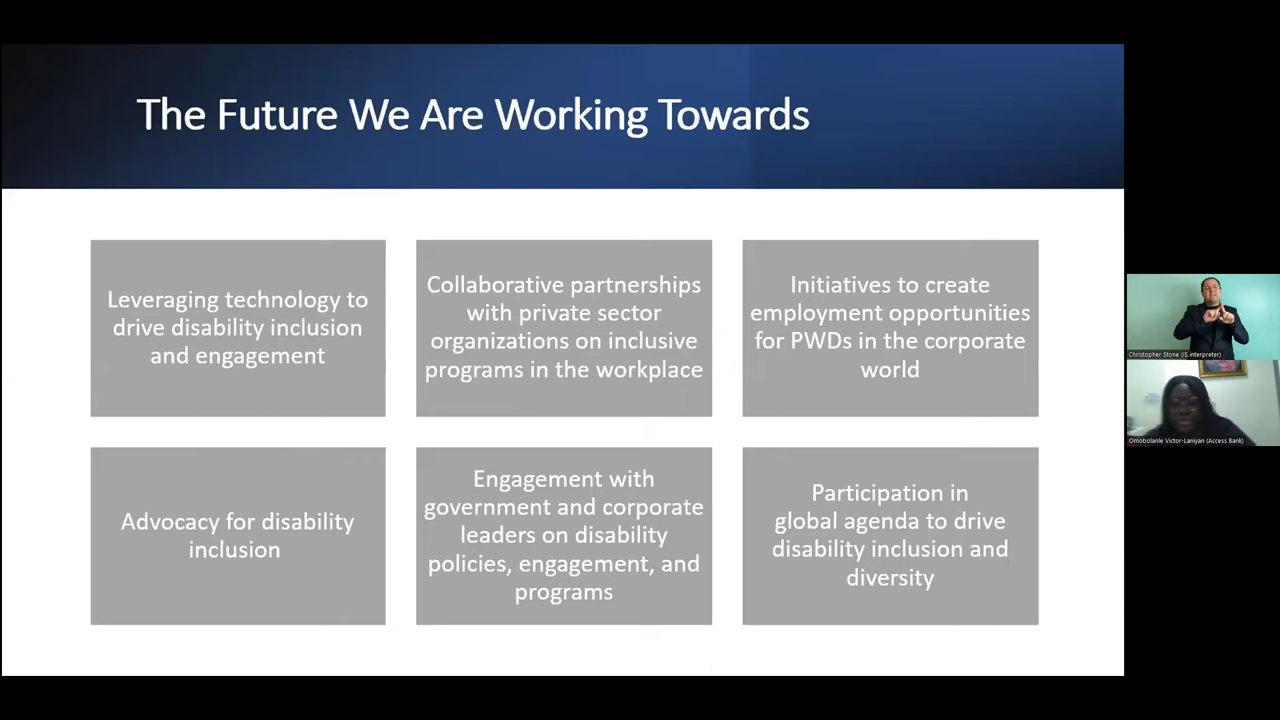 The Future We Are Working Towards
Leveraging technology to
drive disability inclusion
and engagement
Collaborative partnerships
with private sector
organizations on inclusive
programs in the workplace
Initiatives to create
employment opportunities
for PWDs in the corporate
world
Advocacy for disability
inclusion
Engagement with
government and corporate
leaders on disability
policies, engagement, and
programs
Participation in
global agenda to drive
disability inclusion and
diversity
Christopher Stone (IS interpreter)
Omobolanle Victor-Laniyan (Access Bank)